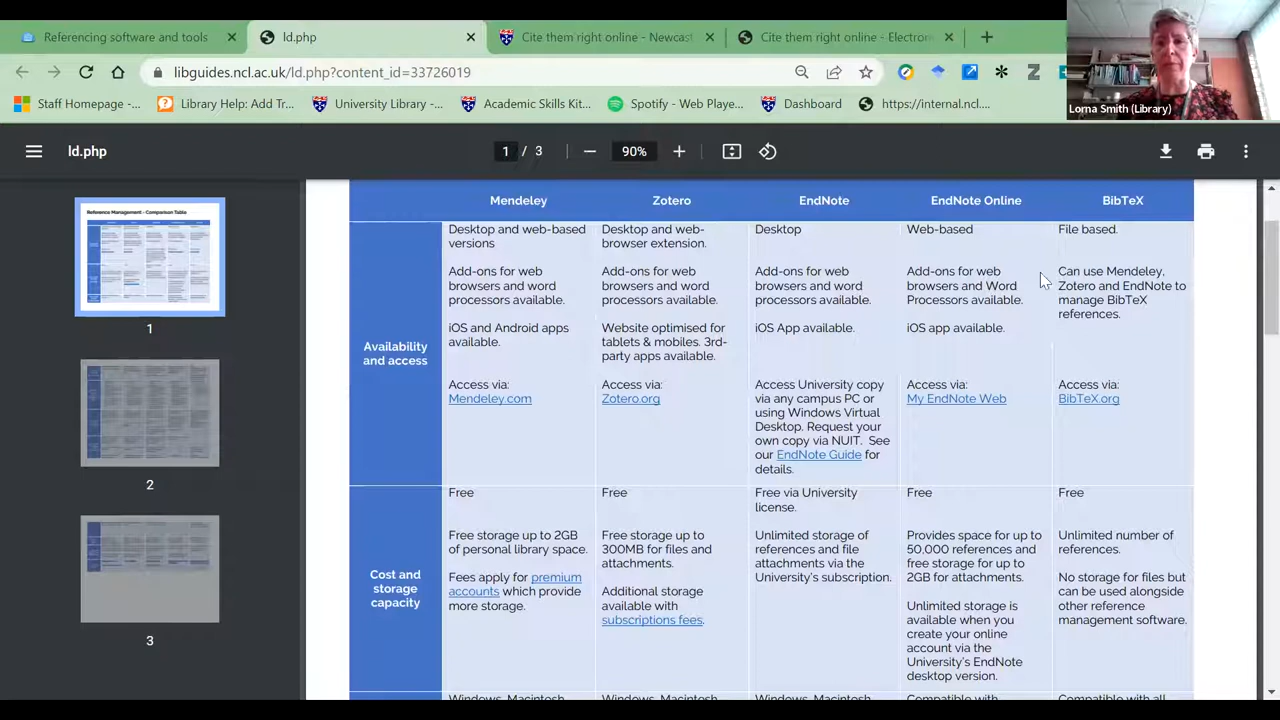 Referencing software and tools
ld.php
Cite them right online - Newcast
Cite them right online - Electron
libguides.ncl.ac.uk/ld.php?content_id=33726019
Staff Homepage -...
Library Help: Add Tr...
University Library -...
Academic Skills Kit...
Spotify - Web Playe...
Dashboard
https://internal.ncl....
Lorna Smith (Library)
ld.php
1 / 3
90%
Reference Management - Comparison Table
1
2
3
Mendeley
Zotero
EndNote
EndNote Online
BibTeX
Availability
and access
Desktop and web-based
versions
Add-ons for web
browsers and word
processors available.
iOS and Android apps
available.
Access via:
Mendeley.com
Desktop and web-
browser extension.
Add-ons for web
browsers and word
processors available.
Website optimised for
tablets & mobiles. 3rd-
party apps available.
Access via:
Zotero.org
Desktop
Add-ons for web
browsers and word
processors available.
iOS App available.
Access University copy
via any campus PC or
using Windows Virtual
Desktop. Request your
own copy via NUIT. See
our EndNote Guide for
details.
Web-based
Add-ons for web
browsers and Word
Processors available.
iOS app available.
Access via:
My EndNote Web
File based.
Can use Mendeley,
Zotero and EndNote to
manage BibTeX
references.
Access via:
BibTeX.org
Cost and
storage
capacity
Free
Free storage up to 2GB
of personal library space.
Fees apply for premium
accounts which provide
more storage.
Free
Free storage up to
300MB for files and
attachments.
Additional storage
available with
subscriptions fees.
Free via University
license.
Unlimited storage of
references and file
attachments via the
University's subscription.
Free
Provides space for up to
50,000 references and
free storage for up to
2GB for attachments.
Unlimited storage is
available when you
create your online
account via the
University's EndNote
desktop version.
Free
Unlimited number of
references.
No storage for files but
can be used alongside
other reference
management software.
Windows, Macintosh
Windows, Macintosh
Windows, Macintosh
Compatible with
Compatible with all